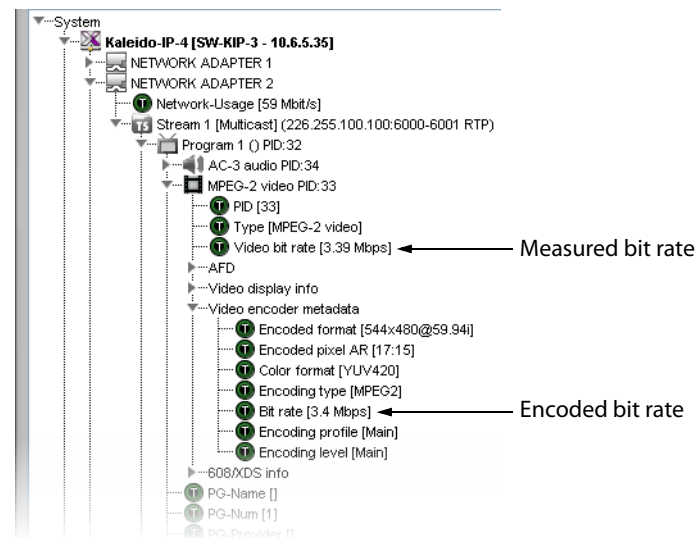 System
Kaleido-IP-4 [SW-KIP-3 - 10.6.5.35]
NETWORK ADAPTER 1
NETWORK ADAPTER 2
T Network-Usage [59 Mbit/s]
TS Stream 1 [Multicast] (226.255.100.100:6000-6001 RTP)
Program 1 () PID:32
AC-3 audio PID:34
MPEG-2 video PID:33
T PID [33]
T Type [MPEG-2 video]
T Video bit rate [3.39 Mbps] Measured bit rate
AFD
Video display info
Video encoder metadata
T Encoded format [544x480@59.94i]
T Encoded pixel AR [17:15]
T Color format [YUV420]
T Encoding type [MPEG2]
T Bit rate [3.4 Mbps] Encoded bit rate
T Encoding profile [Main]
T Encoding level [Main]
608/XDS info
T PG-Name []
T PG-Num [1]
T PG-Provider []